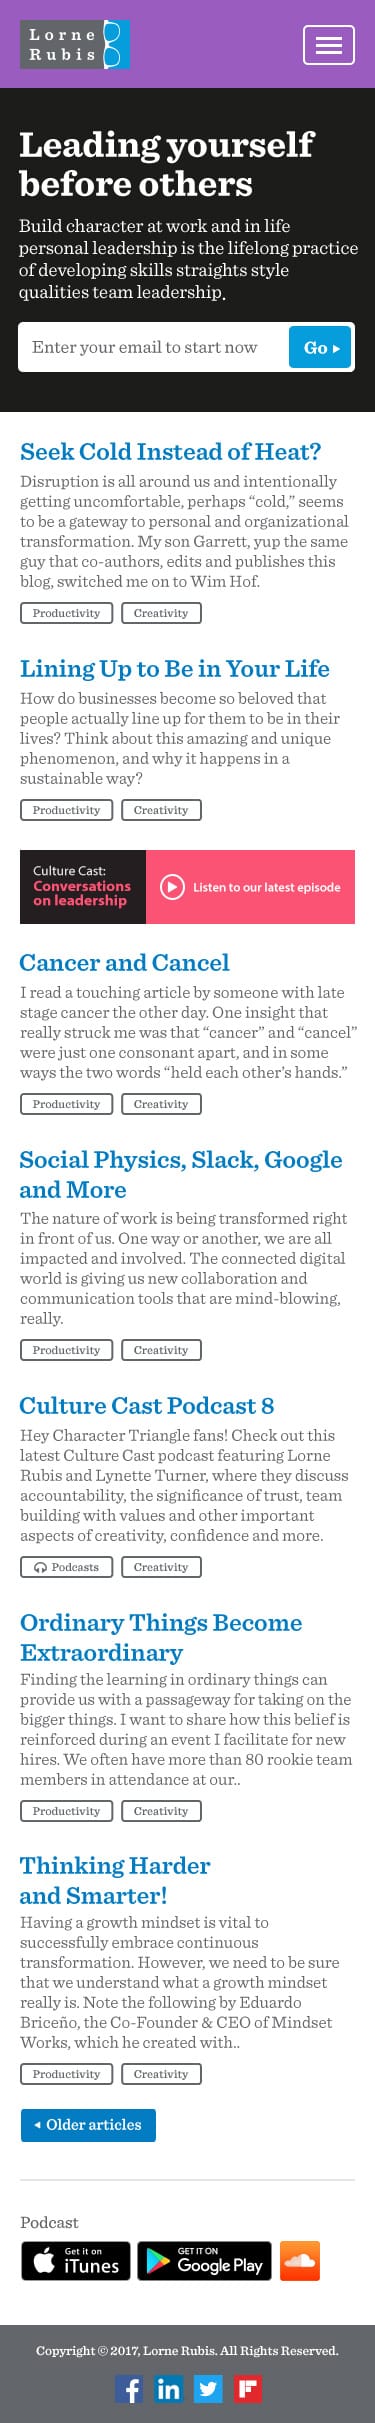 Lorne
Rubis
Leading yourself
before others
Build character at work and in life
personal leadership is the lifelong practice
of developing skills straights style
qualities team leadership.
Enter your email to start now
Go
Seek Cold Instead of Heat?
Disruption is all around us and intentionally
getting uncomfortable, perhaps “cold,” seems
to be a gateway to personal and organizational
transformation. My son Garrett, yup the same
guy that co-authors, edits and publishes this
blog, switched me on to Wim Hof.
Productivity Creativity
Lining Up to Be in Your Life
How do businesses become so beloved that
people actually line up for them to be in their
lives? Think about this amazing and unique
phenomenon, and why it happens in a
sustainable way?
Productivity Creativity
Culture Cast:
Conversations
on leadership
Listen to our latest episode
Cancer and Cancel
I read a touching article by someone with late
stage cancer the other day. One insight that
really struck me was that “cancer” and “cancel”
were just one consonant apart, and in some
ways the two words “held each other’s hands.”
Productivity Creativity
Social Physics, Slack, Google
and More
The nature of work is being transformed right
in front of us. One way or another, we are all
impacted and involved. The connected digital
world is giving us new collaboration and
communication tools that are mind-blowing,
really.
Productivity Creativity
Culture Cast Podcast 8
Hey Character Triangle fans! Check out this
latest Culture Cast podcast featuring Lorne
Rubis and Lynette Turner, where they discuss
accountability, the significance of trust, team
building with values and other important
aspects of creativity, confidence and more.
Podcasts Creativity
Ordinary Things Become
Extraordinary
Finding the learning in ordinary things can
provide us with a passageway for taking on the
bigger things. I want to share how this belief is
reinforced during an event I facilitate for new
hires. We often have more than 80 rookie team
members in attendance at our..
Productivity Creativity
Thinking Harder
and Smarter!
Having a growth mindset is vital to
successfully embrace continuous
transformation. However, we need to be sure
that we understand what a growth mindset
really is. Note the following by Eduardo
Briceño, the Co-Founder & CEO of Mindset
Works, which he created with..
Productivity Creativity
Older articles
Podcast
Get it on
iTunes
GET IT ON
Google Play
Copyright © 2017, Lorne Rubis. All Rights Reserved.